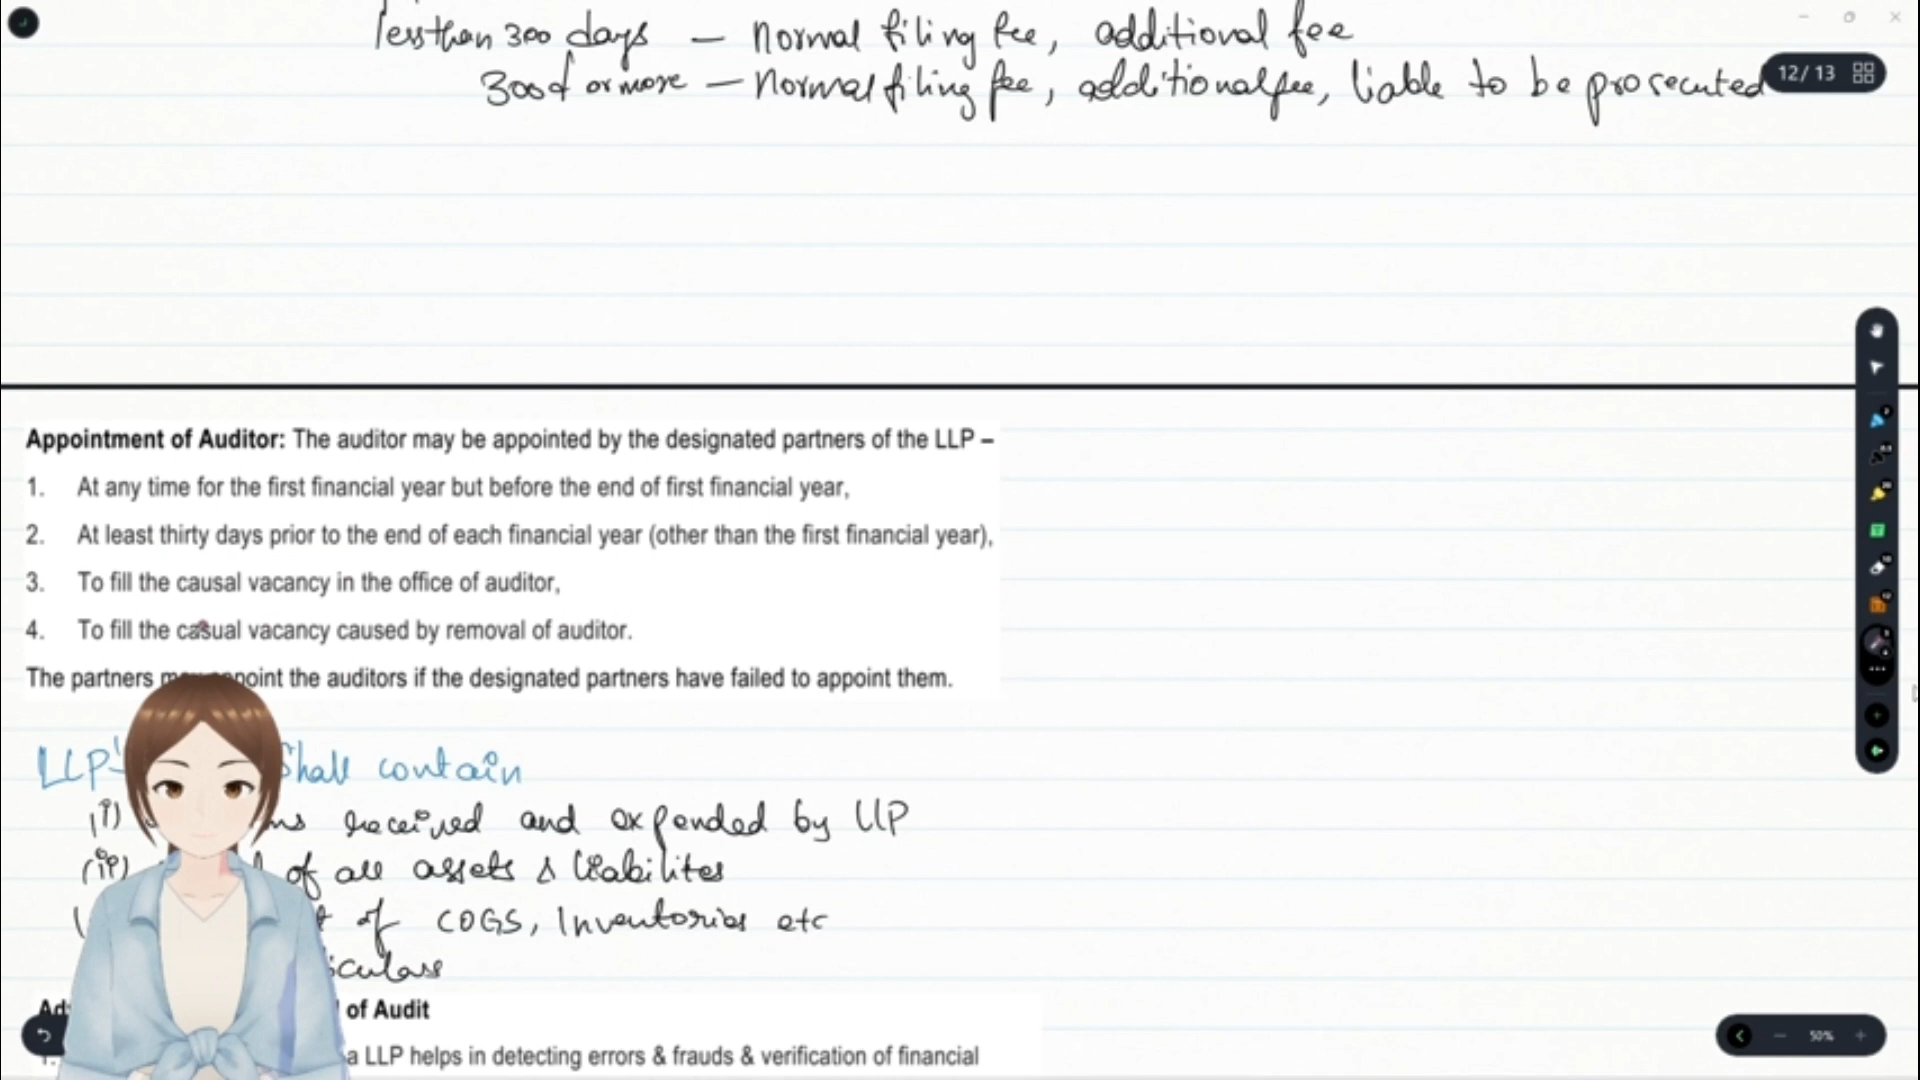 less than 300 days — Normal filing fee, additional fee
300d or more — Normal filing fee, additional fee, liable to be prosecuted
12/13
Appointment of Auditor: The auditor may be appointed by the designated partners of the LLP –
1. At any time for the first financial year but before the end of first financial year,
2. At least thirty days prior to the end of each financial year (other than the first financial year),
3. To fill the causal vacancy in the office of auditor,
4. To fill the casual vacancy caused by removal of auditor.
The partners appoint the auditors if the designated partners have failed to appoint them.
LLP's Shall contain
(i) received and expended by LLP
(ii) of all assets & liabilites
of COGS, Inventories etc
of Audit
1. a LLP helps in detecting errors & frauds & verification of financial
50%